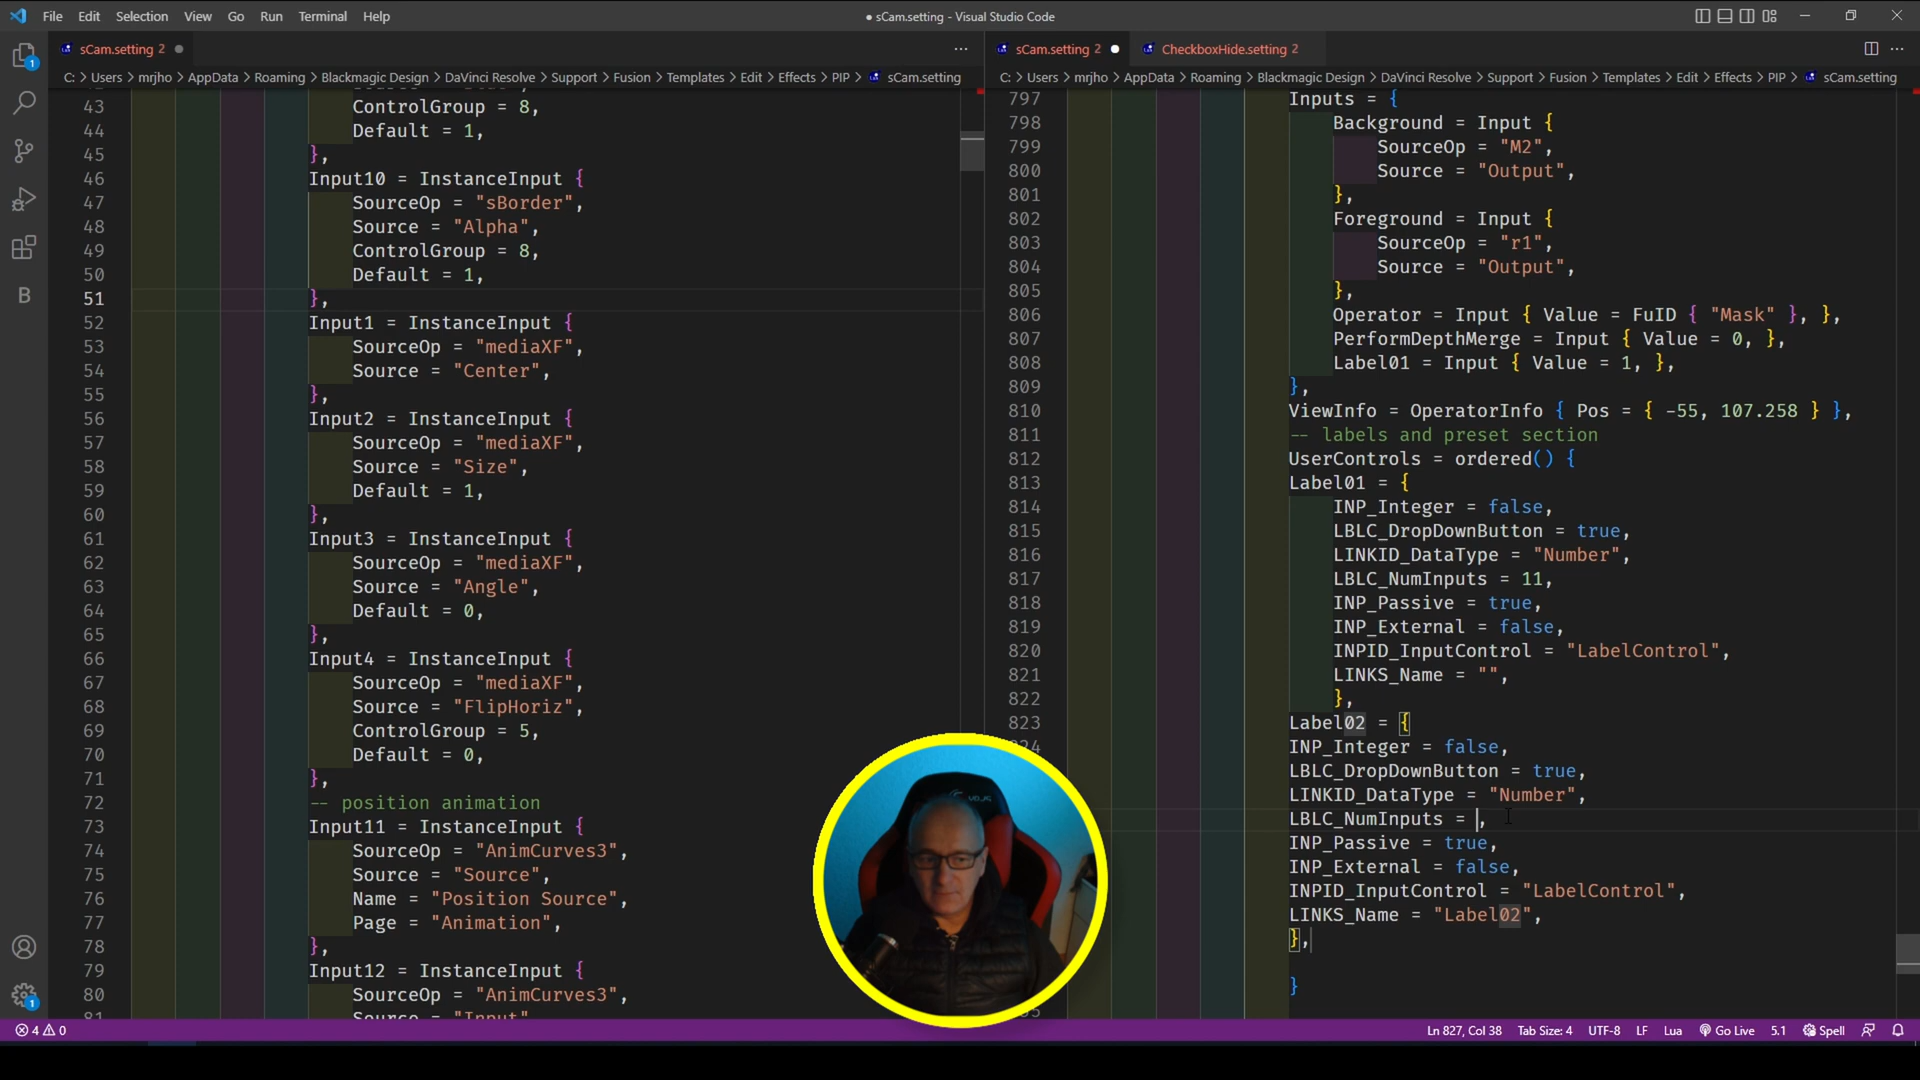 File Edit Selection View Go Run Terminal Help
● sCam.setting - Visual Studio Code
sCam.setting 2 ●
C: > Users > mrjho > AppData > Roaming > Blackmagic Design > DaVinci Resolve > Support > Fusion > Templates > Edit > Effects > PIP > sCam.setting
43 ControlGroup = 8,
44 Default = 1,
45 },
46 Input10 = InstanceInput {
47 SourceOp = "sBorder",
48 Source = "Alpha",
49 ControlGroup = 8,
50 Default = 1,
51 },
52 Input1 = InstanceInput {
53 SourceOp = "mediaXF",
54 Source = "Center",
55 },
56 Input2 = InstanceInput {
57 SourceOp = "mediaXF",
58 Source = "Size",
59 Default = 1,
60 },
61 Input3 = InstanceInput {
62 SourceOp = "mediaXF",
63 Source = "Angle",
64 Default = 0,
65 },
66 Input4 = InstanceInput {
67 SourceOp = "mediaXF",
68 Source = "FlipHoriz",
69 ControlGroup = 5,
70 Default = 0,
71 },
72 -- position animation
73 Input11 = InstanceInput {
74 SourceOp = "AnimCurves3",
75 Source = "Source",
76 Name = "Position Source",
77 Page = "Animation",
78 },
79 Input12 = InstanceInput {
80 SourceOp = "AnimCurves3",
81 Source = "Input"
sCam.setting 2 ● CheckboxHide.setting 2
C: > Users > mrjho > AppData > Roaming > Blackmagic Design > DaVinci Resolve > Support > Fusion > Templates > Edit > Effects > PIP > sCam.setting
797 Inputs = {
798 Background = Input {
799 SourceOp = "M2",
800 Source = "Output",
801 },
802 Foreground = Input {
803 SourceOp = "r1",
804 Source = "Output",
805 },
806 Operator = Input { Value = FuID { "Mask" }, },
807 PerformDepthMerge = Input { Value = 0, },
808 Label01 = Input { Value = 1, },
809 },
810 ViewInfo = OperatorInfo { Pos = { -55, 107.258 } },
811 -- labels and preset section
812 UserControls = ordered() {
813 Label01 = {
814 INP_Integer = false,
815 LBLC_DropDownButton = true,
816 LINKID_DataType = "Number",
817 LBLC_NumInputs = 11,
818 INP_Passive = true,
819 INP_External = false,
820 INPID_InputControl = "LabelControl",
821 LINKS_Name = "",
822 },
823 Label02 = {
824 INP_Integer = false,
LBLC_DropDownButton = true,
LINKID_DataType = "Number",
LBLC_NumInputs = ,
INP_Passive = true,
INP_External = false,
INPID_InputControl = "LabelControl",
LINKS_Name = "Label02",
},
}
4 0 Ln 827, Col 38 Tab Size: 4 UTF-8 LF Lua Go Live 5.1 Spell